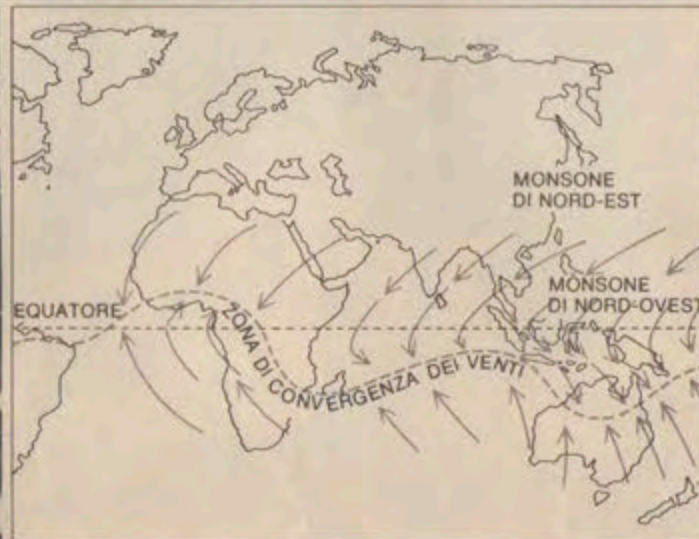 MONSONE
DI NORD-EST
MONSONE
DI NORD-OVEST
EQUATORE
ZONA DI CONVERGENZA DEI VENTI